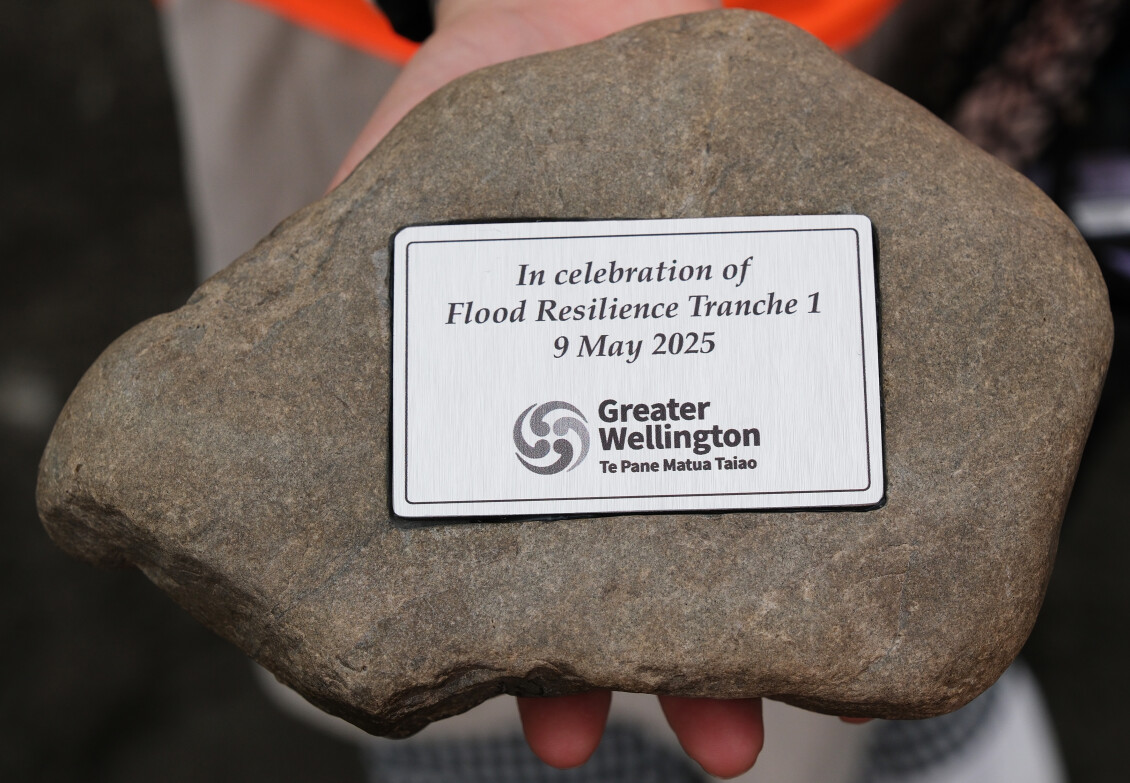 In celebration of
Flood Resilience Tranche 1
9 May 2025
Greater
Wellington
Te Pane Matua Taiao